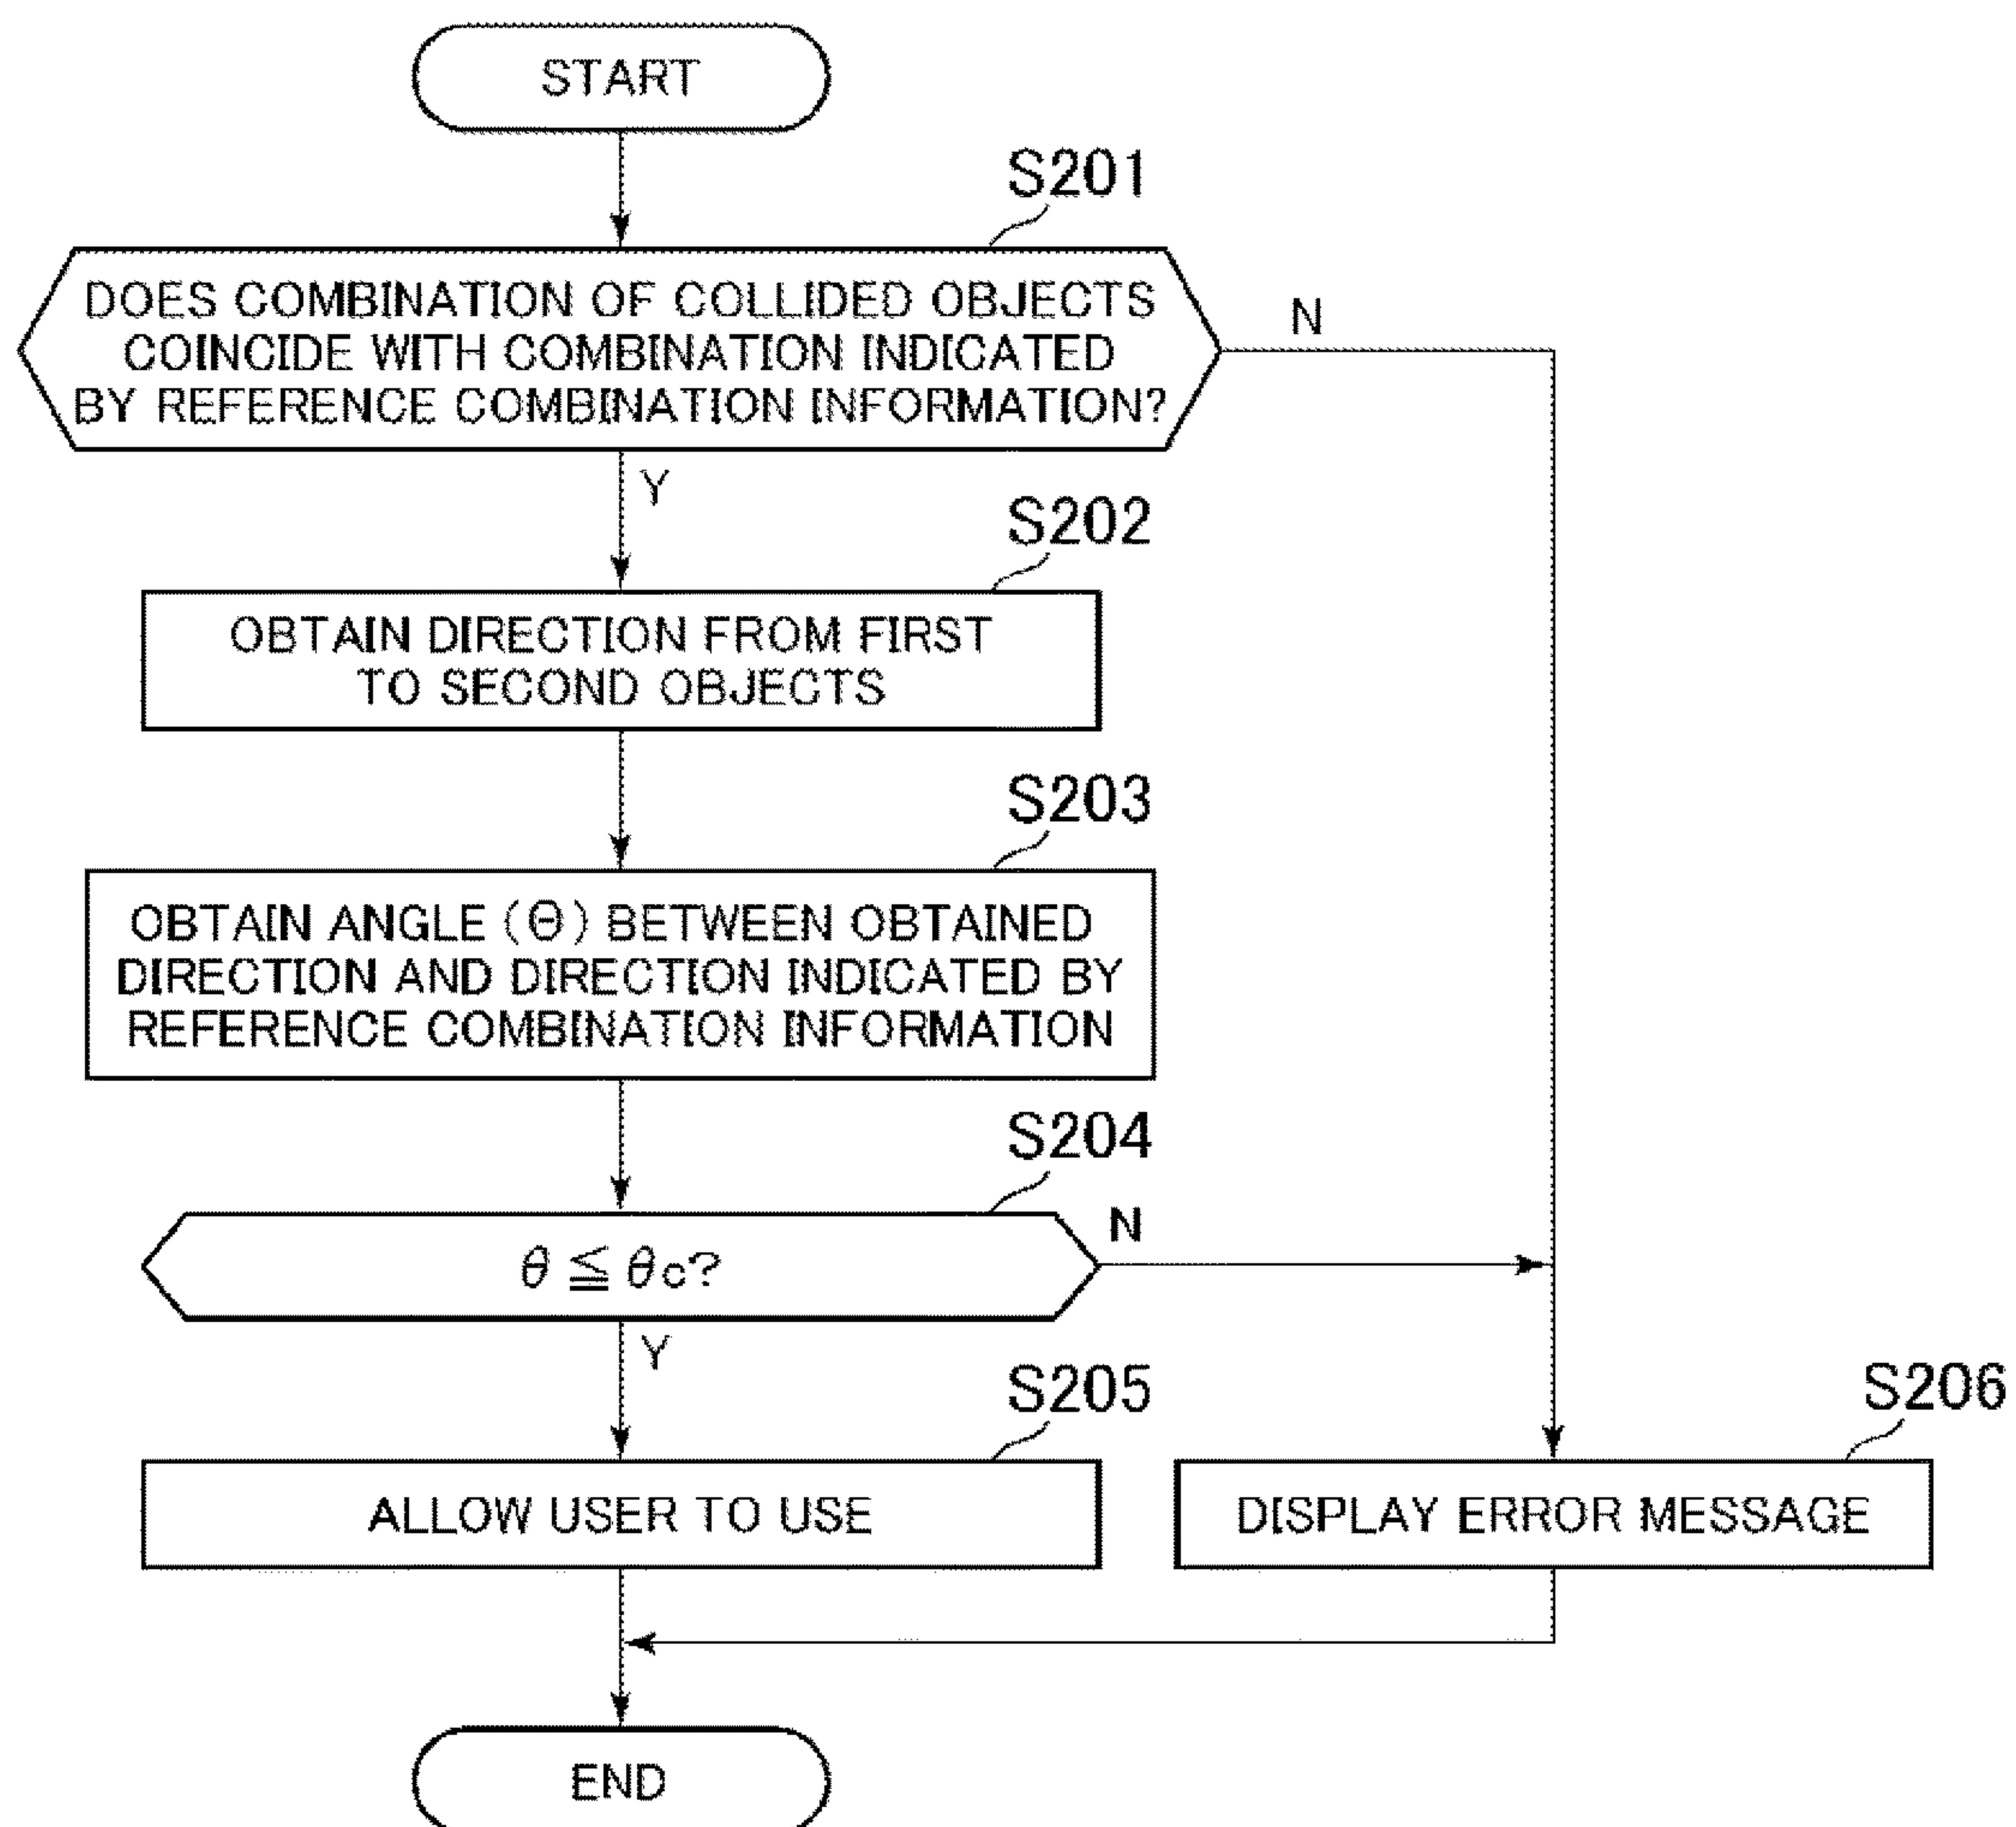 START
S201
DOES COMBINATION OF COLLIDED OBJECTS
COINCIDE WITH COMBINATION INDICATED
BY REFERENCE COMBINATION INFORMATION?
N
Y
S202
OBTAIN DIRECTION FROM FIRST
TO SECOND OBJECTS
S203
OBTAIN ANGLE (Θ) BETWEEN OBTAINED
DIRECTION AND DIRECTION INDICATED BY
REFERENCE COMBINATION INFORMATION
S204
θ ≦ θc?
N
Y
S205
ALLOW USER TO USE
S206
DISPLAY ERROR MESSAGE
END